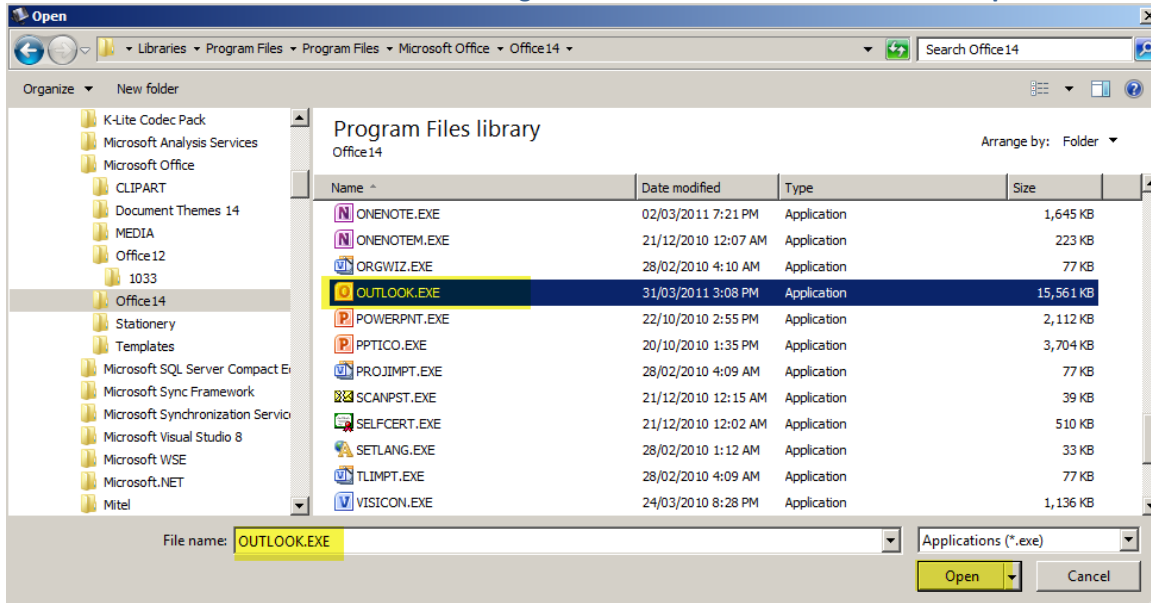 Open
Libraries Program Files Program Files Microsoft Office Office14 Search Office14
Organize New folder
K-Lite Codec Pack
Microsoft Analysis Services
Microsoft Office
CLIPART
Document Themes 14
MEDIA
Office12
1033
Office14
Stationery
Templates
Microsoft SQL Server Compact
Microsoft Sync Framework
Microsoft Synchronization
Microsoft Visual Studio 8
Microsoft WSE
Microsoft.NET
Mitel
Program Files library
Office14
Arrange by: Folder
Name Date modified Type Size
ONENOTE.EXE 02/03/2011 7:21 PM Application 1,645 KB
ONENOTEM.EXE 21/12/2010 12:07 AM Application 223 KB
ORGWIZ.EXE 28/02/2010 4:10 AM Application 77 KB
OUTLOOK.EXE 31/03/2011 3:08 PM Application 15,561 KB
POWERPNT.EXE 22/10/2010 2:55 PM Application 2,112 KB
PPTICO.EXE 20/10/2010 1:35 PM Application 3,704 KB
PROJIMPT.EXE 28/02/2010 4:09 AM Application 77 KB
SCANPST.EXE 21/12/2010 12:15 AM Application 39 KB
SELFCERT.EXE 21/12/2010 12:02 AM Application 510 KB
SETLANG.EXE 28/02/2010 1:12 AM Application 33 KB
TLIMPT.EXE 28/02/2010 4:09 AM Application 77 KB
VISICON.EXE 24/03/2010 8:28 PM Application 1,136 KB
File name: OUTLOOK.EXE Applications (*.exe)
Open Cancel